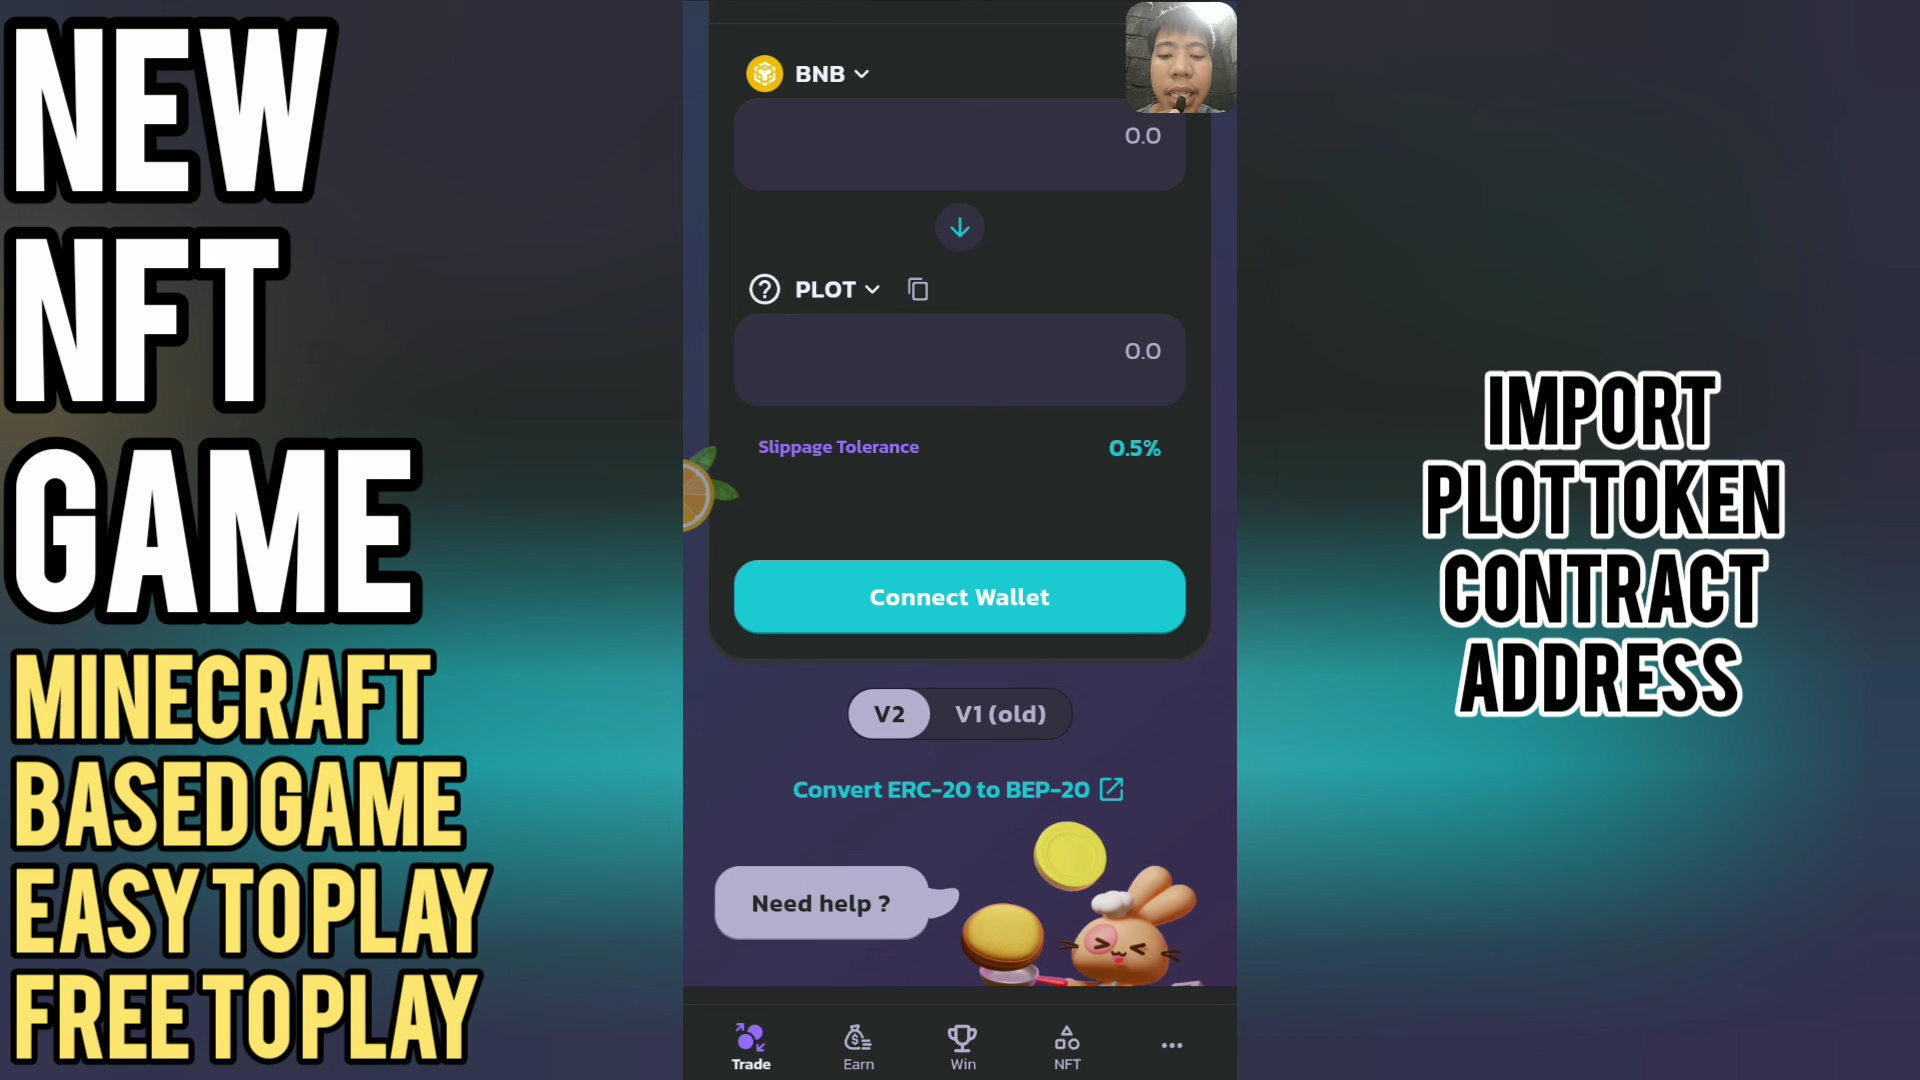 NEW
NFT
GAME
MINECRAFT
BASED GAME
EASY TO PLAY
FREE TO PLAY
BNB
0.0
PLOT
0.0
Slippage Tolerance 0.5%
Connect Wallet
V2 V1 (old)
Convert ERC-20 to BEP-20
Need help ?
Trade Earn Win NFT
IMPORT
PLOT TOKEN
CONTRACT
ADDRESS